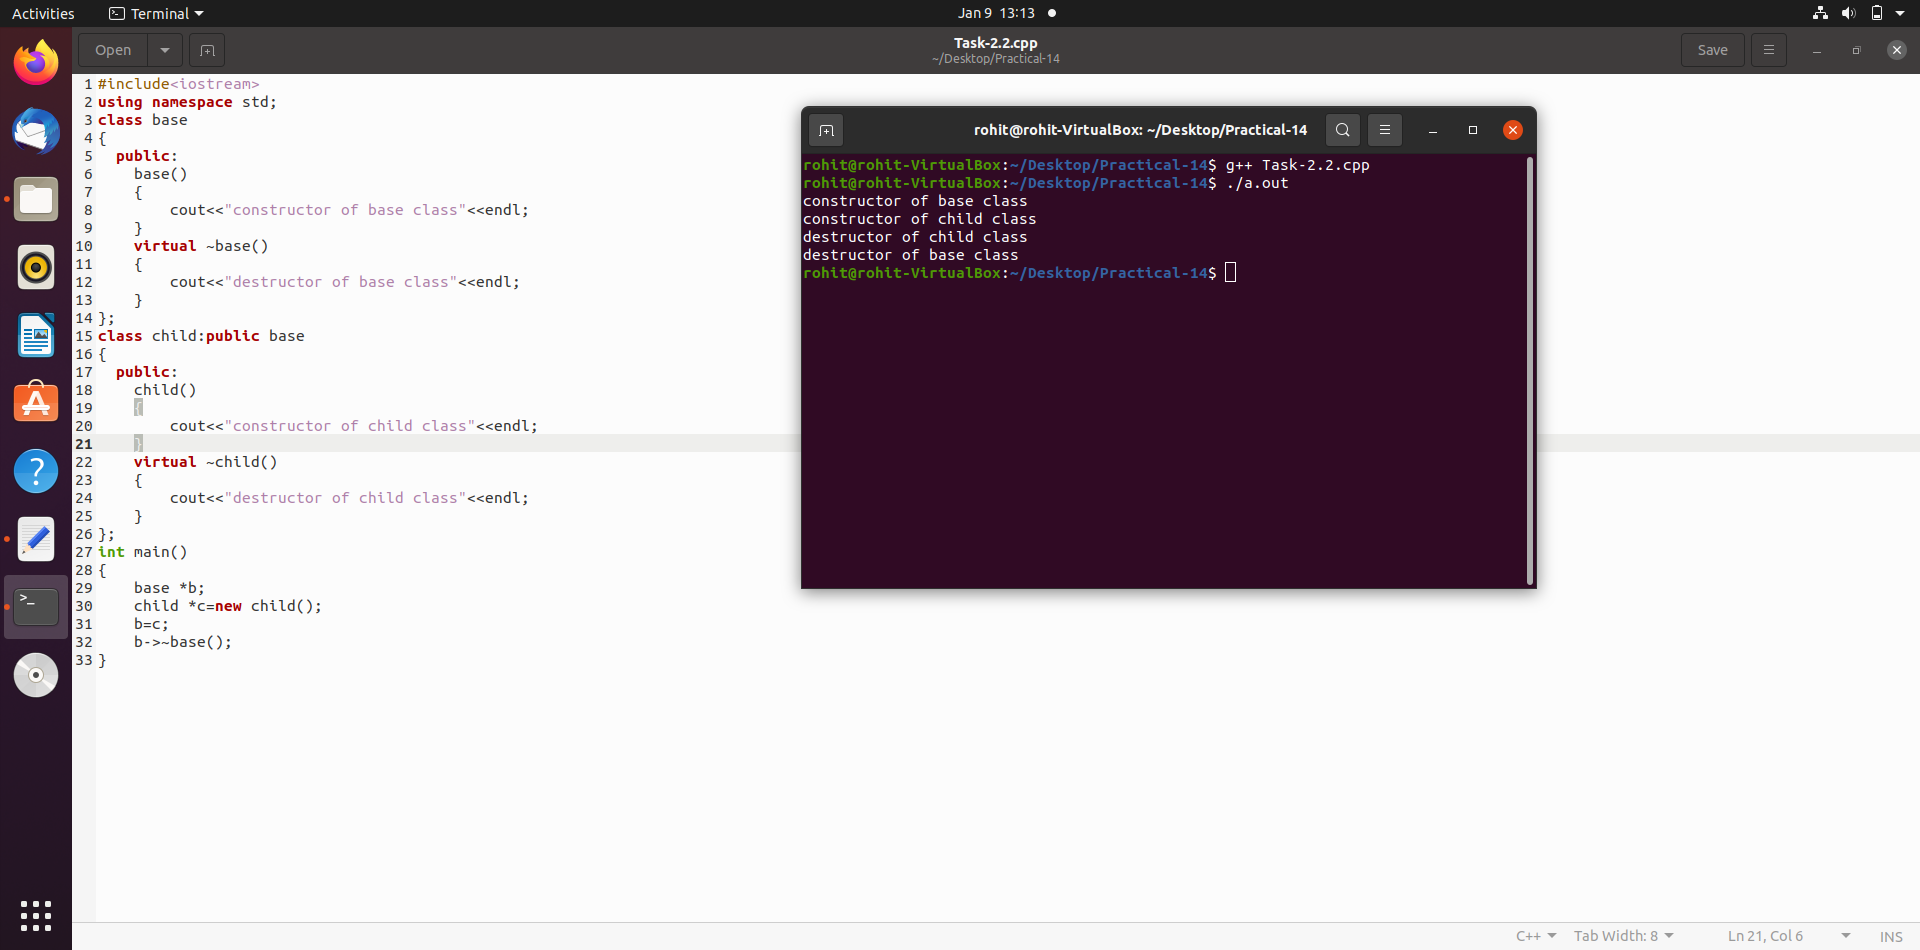 Activities
Terminal
Jan 9 13:13
Open
Task-2.2.cpp
~/Desktop/Practical-14
Save
1 #include<iostream>
2 using namespace std;
3 class base
4 {
5   public:
6     base()
7     {
8         cout<<"constructor of base class"<<endl;
9     }
10     virtual ~base()
11     {
12         cout<<"destructor of base class"<<endl;
13     }
14 };
15 class child:public base
16 {
17   public:
18     child()
19     {
20         cout<<"constructor of child class"<<endl;
21     }
22     virtual ~child()
23     {
24         cout<<"destructor of child class"<<endl;
25     }
26 };
27 int main()
28 {
29     base *b;
30     child *c=new child();
31     b=c;
32     b->~base();
33 }
rohit@rohit-VirtualBox: ~/Desktop/Practical-14
rohit@rohit-VirtualBox:~/Desktop/Practical-14$ g++ Task-2.2.cpp
rohit@rohit-VirtualBox:~/Desktop/Practical-14$ ./a.out
constructor of base class
constructor of child class
destructor of child class
destructor of base class
rohit@rohit-VirtualBox:~/Desktop/Practical-14$
C++
Tab Width: 8
Ln 21, Col 6
INS